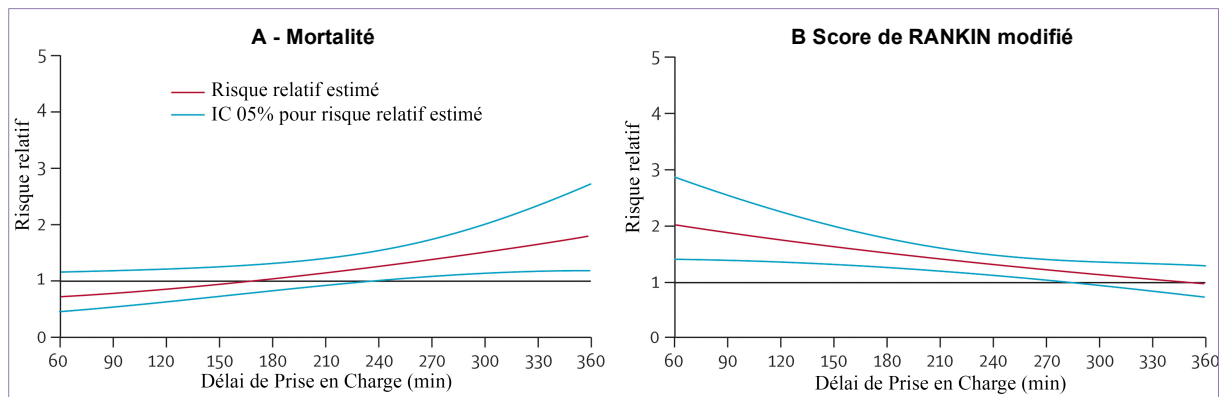 A - Mortalité
5
4
3
2
1
0
Risque relatif
Risque relatif estimé
IC 05% pour risque relatif estimé
60 90 120 150 180 210 240 270 300 330 360
Délai de Prise en Charge (min)
B Score de RANKIN modifié
5
4
3
2
1
0
Risque relatif
60 90 120 150 180 210 240 270 300 330 360
Délai de Prise en Charge (min)